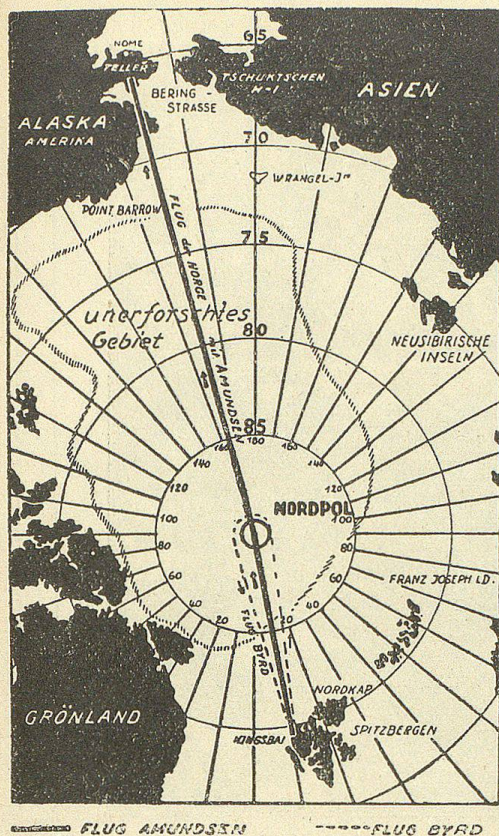 NOME
65
TELLER
TSCHUKTSCHEN
H-I
ASIEN
BERING-
STRASSE
ALASKA
AMERIKA
70
WRANGEL-Jn
POINT BARROW
FLUG der NORGE
75
unerforschtes
Gebiet
80
NEUSIBIRISCHE
INSELN
mit AMUNDSEN
85
160 180 160
140 140
120 120
NORDPOL
100 100
80 80
60 60
FRANZ JOSEPH LD.
40 40
20 20
FLUG BYRD
NORDKAP
GRÖNLAND
KINGSBAI
SPITZBERGEN
FLUG AMUNDSEN
FLUG BYRD